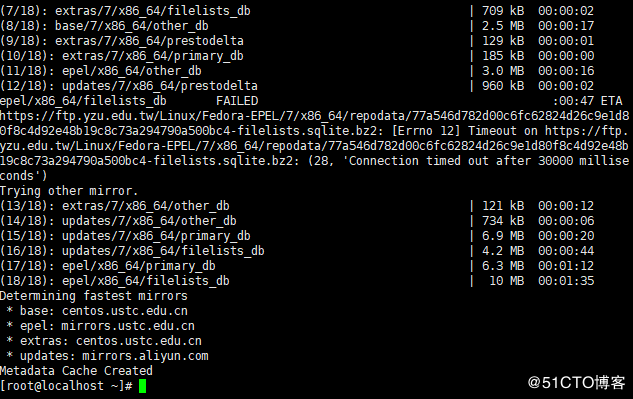 (7/18): extras/7/x86_64/filelists_db | 709 kB 00:00:02
(8/18): base/7/x86_64/other_db | 2.5 MB 00:00:17
(9/18): extras/7/x86_64/prestodelta | 129 kB 00:00:01
(10/18): extras/7/x86_64/primary_db | 185 kB 00:00:00
(11/18): epel/x86_64/other_db | 3.0 MB 00:00:16
(12/18): updates/7/x86_64/prestodelta | 960 kB 00:00:02
epel/x86_64/filelists_db FAILED :00:47 ETA
https://ftp.yzu.edu.tw/Linux/Fedora-EPEL/7/x86_64/repodata/77a546d782d00c6fc62824d26c9e1d8
0f8c4d92e48b19c8c73a294790a500bc4-filelists.sqlite.bz2: [Errno 12] Timeout on https://ftp.
yzu.edu.tw/Linux/Fedora-EPEL/7/x86_64/repodata/77a546d782d00c6fc62824d26c9e1d80f8c4d92e48b
19c8c73a294790a500bc4-filelists.sqlite.bz2: (28, 'Connection timed out after 30000 millise
conds')
Trying other mirror.
(13/18): extras/7/x86_64/other_db | 121 kB 00:00:12
(14/18): updates/7/x86_64/other_db | 734 kB 00:00:06
(15/18): updates/7/x86_64/primary_db | 6.9 MB 00:00:20
(16/18): updates/7/x86_64/filelists_db | 4.2 MB 00:00:44
(17/18): epel/x86_64/primary_db | 6.3 MB 00:01:12
(18/18): epel/x86_64/filelists_db | 10 MB 00:01:35
Determining fastest mirrors
* base: centos.ustc.edu.cn
* epel: mirrors.ustc.edu.cn
* extras: centos.ustc.edu.cn
* updates: mirrors.aliyun.com
Metadata Cache Created
[root@localhost ~]#
@51CTO博客